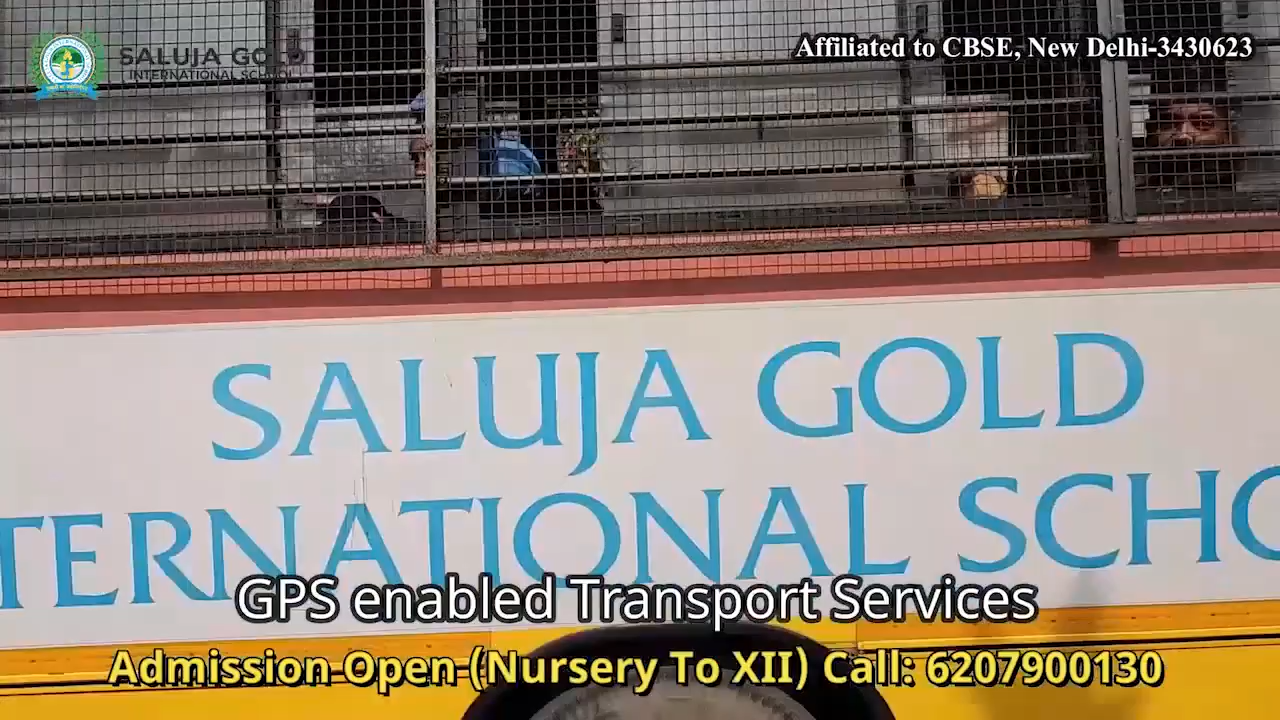 SALUJA GOLD
INTERNATIONAL SCHOOL
Affiliated to CBSE, New Delhi-3430623
SALUJA GOLD
TERNATIONAL SCHO
GPS enabled Transport Services
Admission Open (Nursery To XII) Call: 6207900130